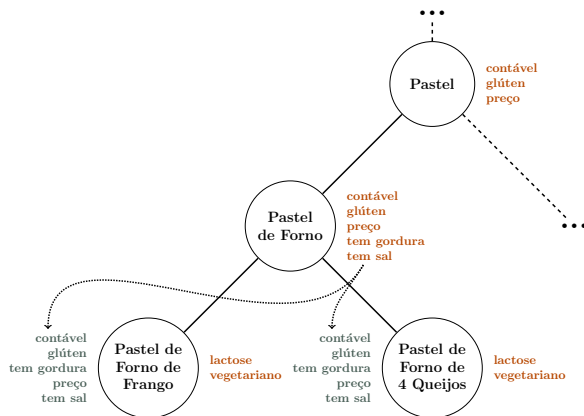 ...
Pastel
contável
glúten
preço
...
Pastel
de Forno
contável
glúten
preço
tem gordura
tem sal
contável
glúten
tem gordura
preço
tem sal
Pastel de
Forno de
Frango
lactose
vegetariano
contável
glúten
tem gordura
preço
tem sal
Pastel de
Forno de
4 Queijos
lactose
vegetariano